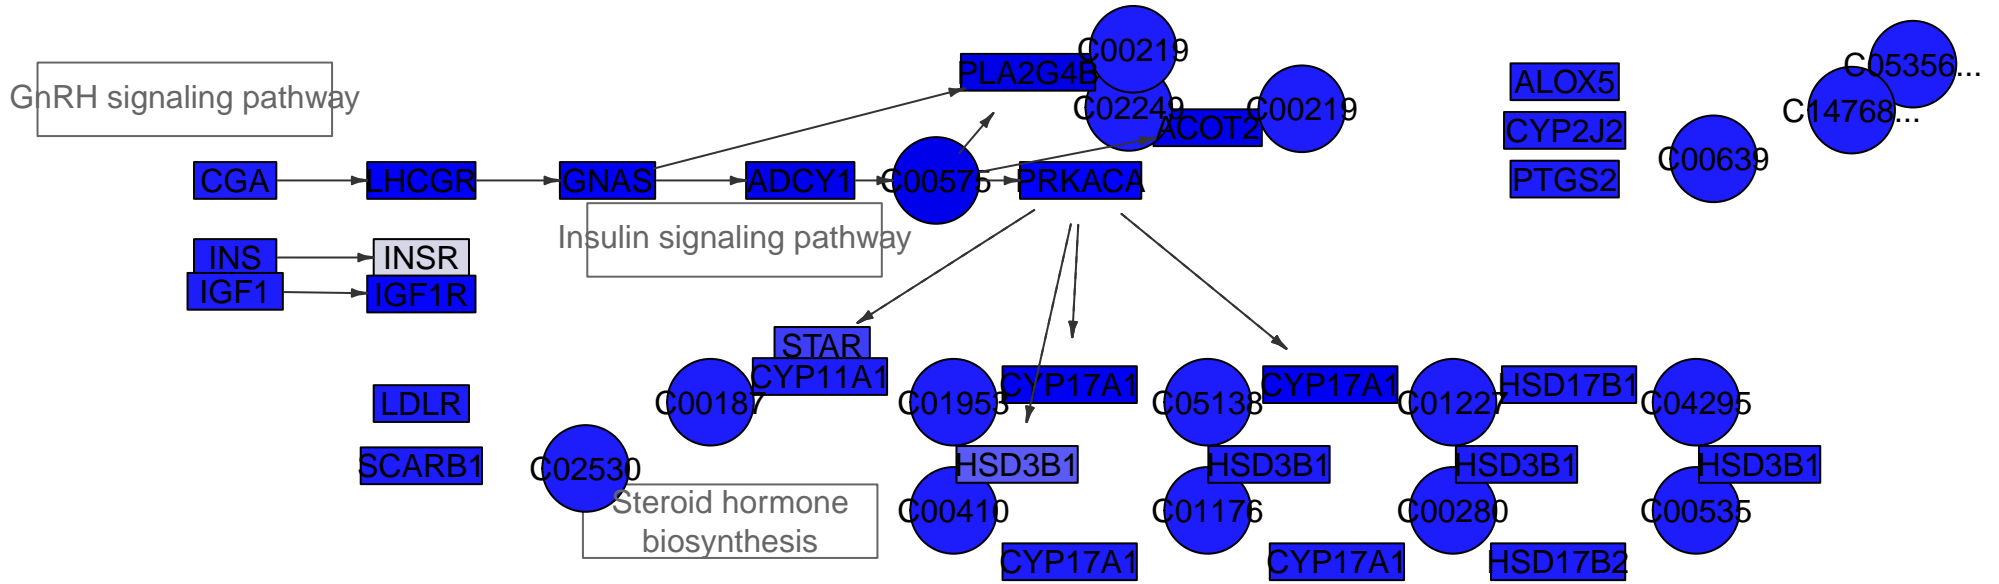 GnRH signaling pathway
PLA2G4B
C00219
C02249
ACOT2
C00219
ALOX5
CYP2J2
PTGS2
C00639
C14768...
C05356...
CGA
LHCGR
GNAS
ADCY1
C00575
PRKACA
INS
INSR
IGF1
IGF1R
Insulin signaling pathway
STAR
CYP11A1
C00187
C01953
CYP17A1
C05138
CYP17A1
C01227
HSD17B1
C04295
LDLR
SCARB1
C02530
HSD3B1
HSD3B1
HSD3B1
HSD3B1
Steroid hormone
biosynthesis
C00410
C01176
C00280
C00535
CYP17A1
CYP17A1
HSD17B2